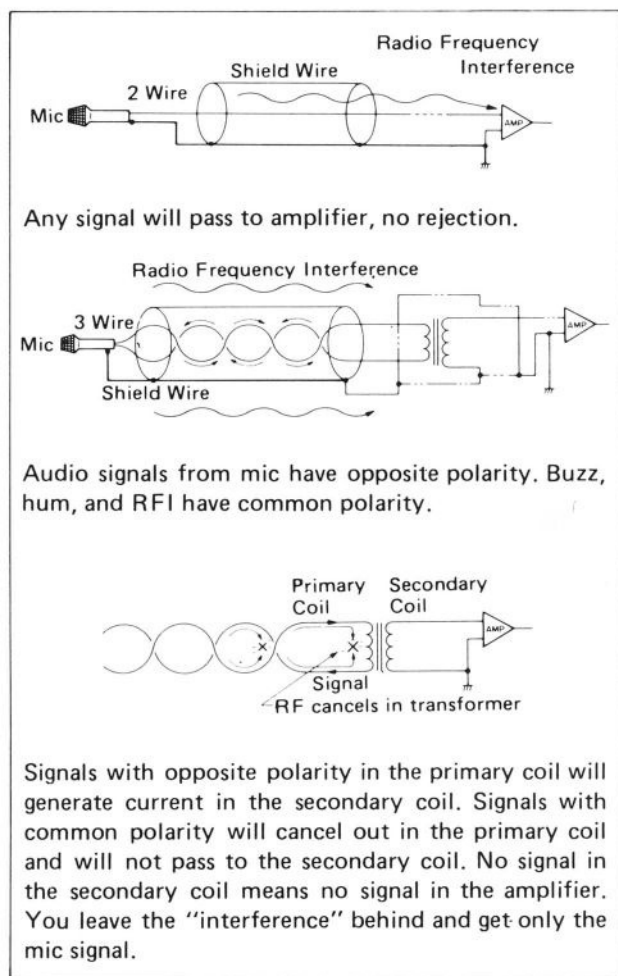 Radio Frequency
Interference
Shield Wire
2 Wire
Mic
AMP
Any signal will pass to amplifier, no rejection.
Radio Frequency Interference
3 Wire
Mic
AMP
Shield Wire
Audio signals from mic have opposite polarity. Buzz,
hum, and RFI have common polarity.
Primary Secondary
Coil Coil
AMP
Signal
RF cancels in transformer
Signals with opposite polarity in the primary coil will
generate current in the secondary coil. Signals with
common polarity will cancel out in the primary coil
and will not pass to the secondary coil. No signal in
the secondary coil means no signal in the amplifier.
You leave the "interference" behind and get only the
mic signal.